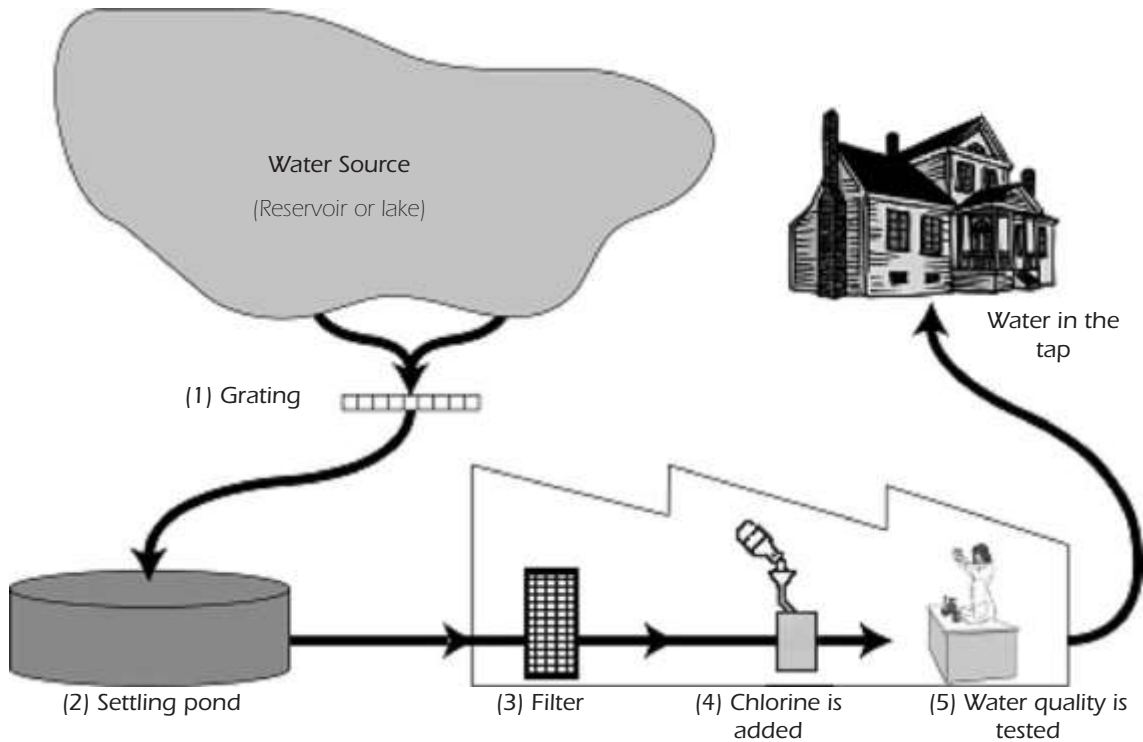 Water Source
(Reservoir or lake)
Water in the
tap
(1) Grating
(2) Settling pond
(3) Filter
(4) Chlorine is
added
(5) Water quality is
tested